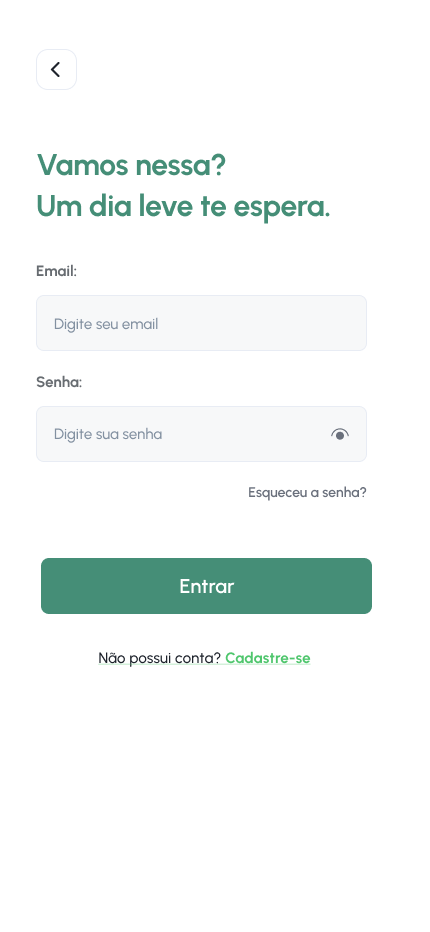 Vamos nessa?
Um dia leve te espera.
Email:
Digite seu email
Senha:
Digite sua senha
Esqueceu a senha?
Entrar
Não possui conta? Cadastre-se